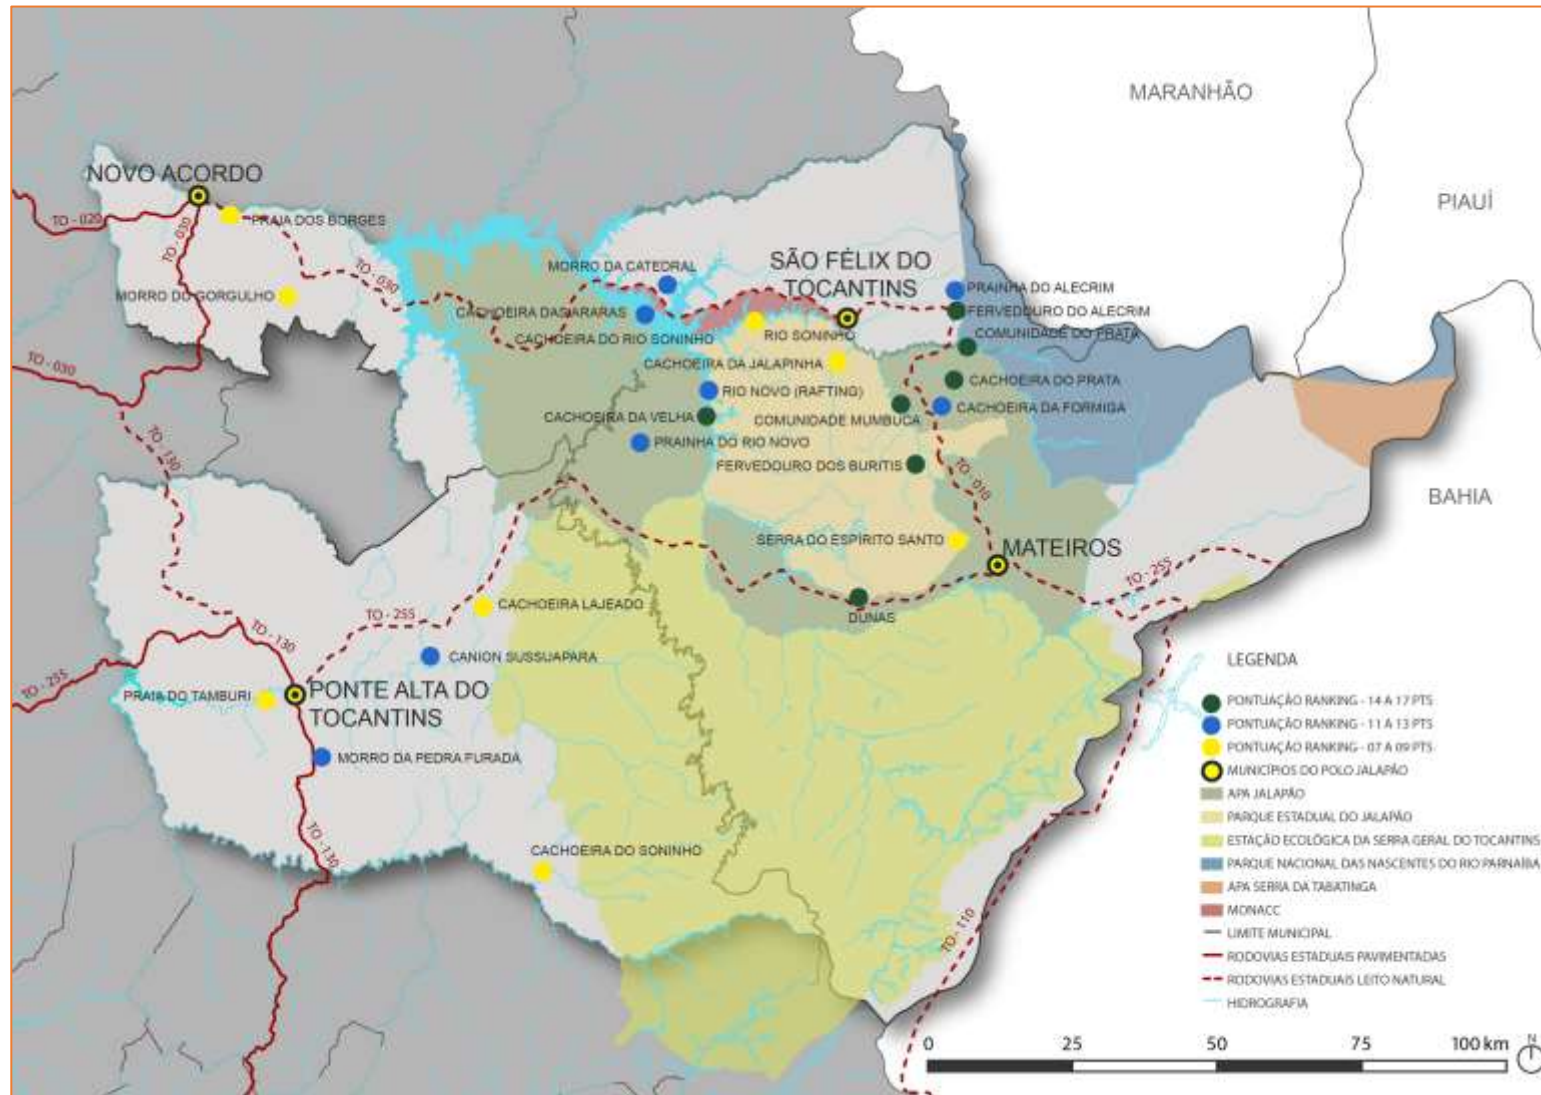 MARANHÃO
PIAUÍ
BAHIA
NOVO ACORDO
TO - 020
TO - 030
PRAIA DOS BORGES
MORRO DO GORGULHO
TO - 030
TO - 030
TO - 130
MORRO DA CATEDRAL
SÃO FÉLIX DO
TOCANTINS
CACHOEIRA DAS ARARAS
CACHOEIRA DO RIO SONINHO
RIO SONINHO
CACHOEIRA DA JALAPINHA
PRAINHA DO ALECRIM
FERVEDOURO DO ALECRIM
COMUNIDADE DO PRATA
CACHOEIRA DO PRATA
RIO NOVO (RAFTING)
CACHOEIRA DA FORMIGA
CACHOEIRA DA VELHA
COMUNIDADE MUMBUCA
PRAINHA DO RIO NOVO
FERVEDOURO DOS BURITIS
TO - 010
SERRA DO ESPÍRITO SANTO
MATEIROS
TO - 255
DUNAS
CACHOEIRA LAJEADO
TO - 255
TO - 130
CANION SUSSUAPARA
TO - 255
PRAIA DO TAMBURI
PONTE ALTA DO
TOCANTINS
MORRO DA PEDRA FURADA
TO - 130
CACHOEIRA DO SONINHO
TO - 110
LEGENDA
PONTUAÇÃO RANKING - 14 A 17 PTS
PONTUAÇÃO RANKING - 11 A 13 PTS
PONTUAÇÃO RANKING - 07 A 09 PTS
MUNICÍPIOS DO POLO JALAPÃO
APA JALAPÃO
PARQUE ESTADUAL DO JALAPÃO
ESTAÇÃO ECOLÓGICA DA SERRA GERAL DO TOCANTINS
PARQUE NACIONAL DAS NASCENTES DO RIO PARNAÍBA
APA SERRA DA TABATINGA
MONACC
LIMITE MUNICIPAL
RODOVIAS ESTADUAIS PAVIMENTADAS
RODOVIAS ESTADUAIS LEITO NATURAL
HIDROGRAFIA
0 25 50 75 100 km
N